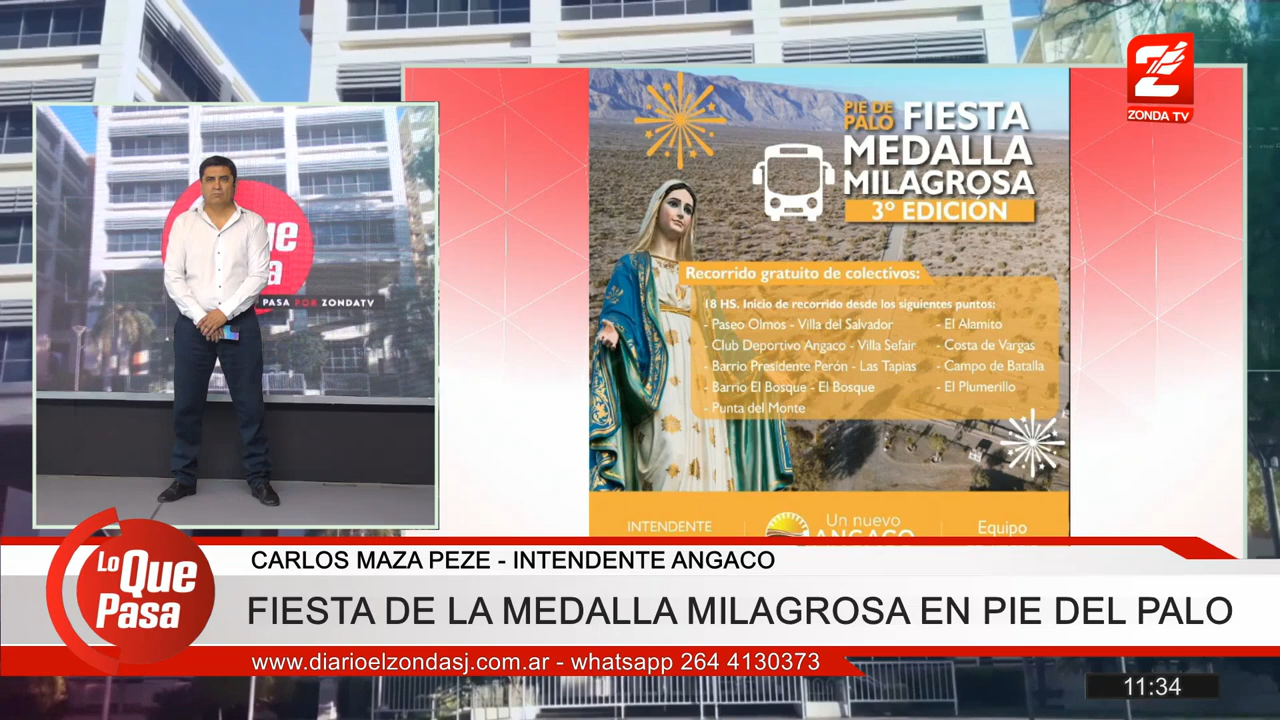 ZONDA TV
PIE DE
PALO
FIESTA
MEDALLA
MILAGROSA
3º EDICIÓN
Recorrido gratuito de colectivos:
18 HS. Inicio de recorrido desde los siguientes puntos:
- Paseo Olmos - Villa del Salvador
- Club Deportivo Angaco - Villa Sefair
- Barrio Presidente Perón - Las Tapias
- Barrio El Bosque - El Bosque
- Punta del Monte
- El Alamito
- Costa de Vargas
- Campo de Batalla
- El Plumerillo
INTENDENTE
Un nuevo
ANGACO
Equipo
que
a
PASA POR ZONDATV
Lo Que
Pasa
CARLOS MAZA PEZE - INTENDENTE ANGACO
FIESTA DE LA MEDALLA MILAGROSA EN PIE DEL PALO
www.diarioelzondasj.com.ar - whatsapp 264 4130373
11:34